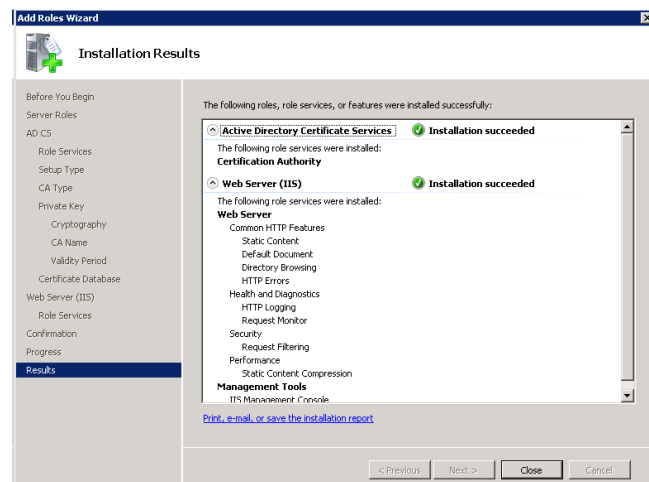 Add Roles Wizard
Installation Results
Before You Begin
Server Roles
AD CS
Role Services
Setup Type
CA Type
Private Key
Cryptography
CA Name
Validity Period
Certificate Database
Web Server (IIS)
Role Services
Confirmation
Progress
Results
The following roles, role services, or features were installed successfully:
Active Directory Certificate Services Installation succeeded
The following role services were installed:
Certification Authority
Web Server (IIS) Installation succeeded
The following role services were installed:
Web Server
Common HTTP Features
Static Content
Default Document
Directory Browsing
HTTP Errors
Health and Diagnostics
HTTP Logging
Request Monitor
Security
Request Filtering
Performance
Static Content Compression
Management Tools
IIS Management Console
Print, e-mail, or save the installation report
< Previous Next > Close Cancel